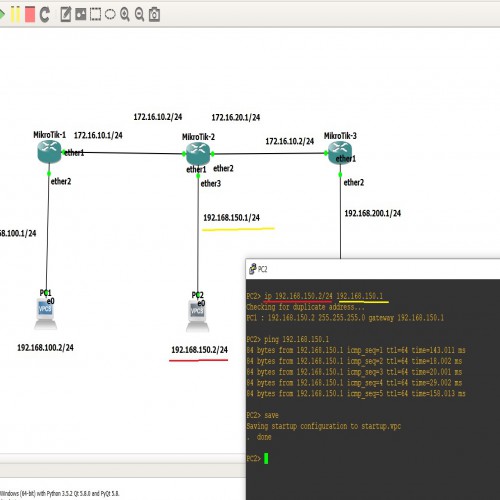 172.16.10.2/24
172.16.20.1/24
MikroTik-1
172.16.10.1/24
MikroTik-2
172.16.10.2/24
MikroTik-3
ether1
ether1
ether2
ether1
ether2
ether3
ether2
192.168.150.1/24
192.168.200.1/24
68.100.1/24
PC1
e0
VPCS
PC2
e0
VPCS
192.168.100.2/24
192.168.150.2/24
PC2
PC2> ip 192.168.150.2/24 192.168.150.1
Checking for duplicate address...
PC1 : 192.168.150.2 255.255.255.0 gateway 192.168.150.1
PC2> ping 192.168.150.1
84 bytes from 192.168.150.1 icmp_seq=1 ttl=64 time=143.011 ms
84 bytes from 192.168.150.1 icmp_seq=2 ttl=64 time=18.002 ms
84 bytes from 192.168.150.1 icmp_seq=3 ttl=64 time=20.001 ms
84 bytes from 192.168.150.1 icmp_seq=4 ttl=64 time=29.002 ms
84 bytes from 192.168.150.1 icmp_seq=5 ttl=64 time=158.013 ms
PC2> save
Saving startup configuration to startup.vpc
. done
PC2>
Windows (64-bit) with Python 3.5.2 Qt 5.8.0 and PyQt 5.8.